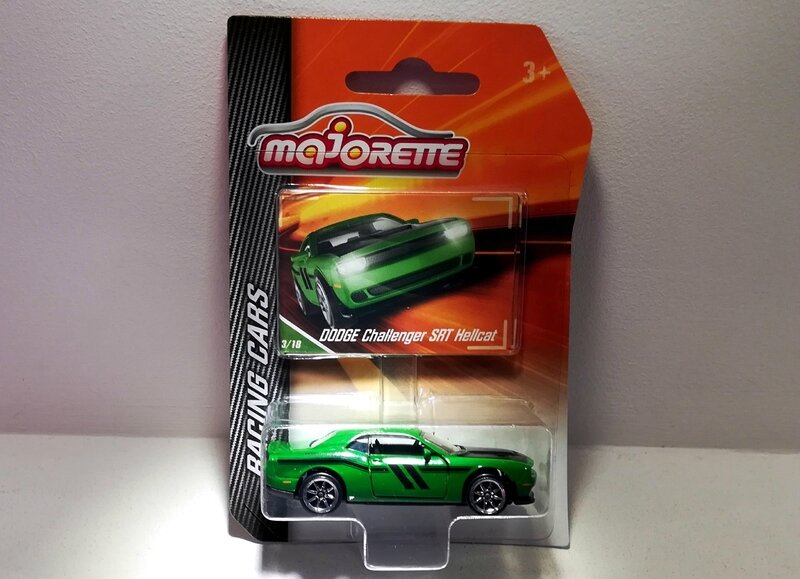 3+
majorette
RACING CARS
3/18
DODGE Challenger SRT Hellcat